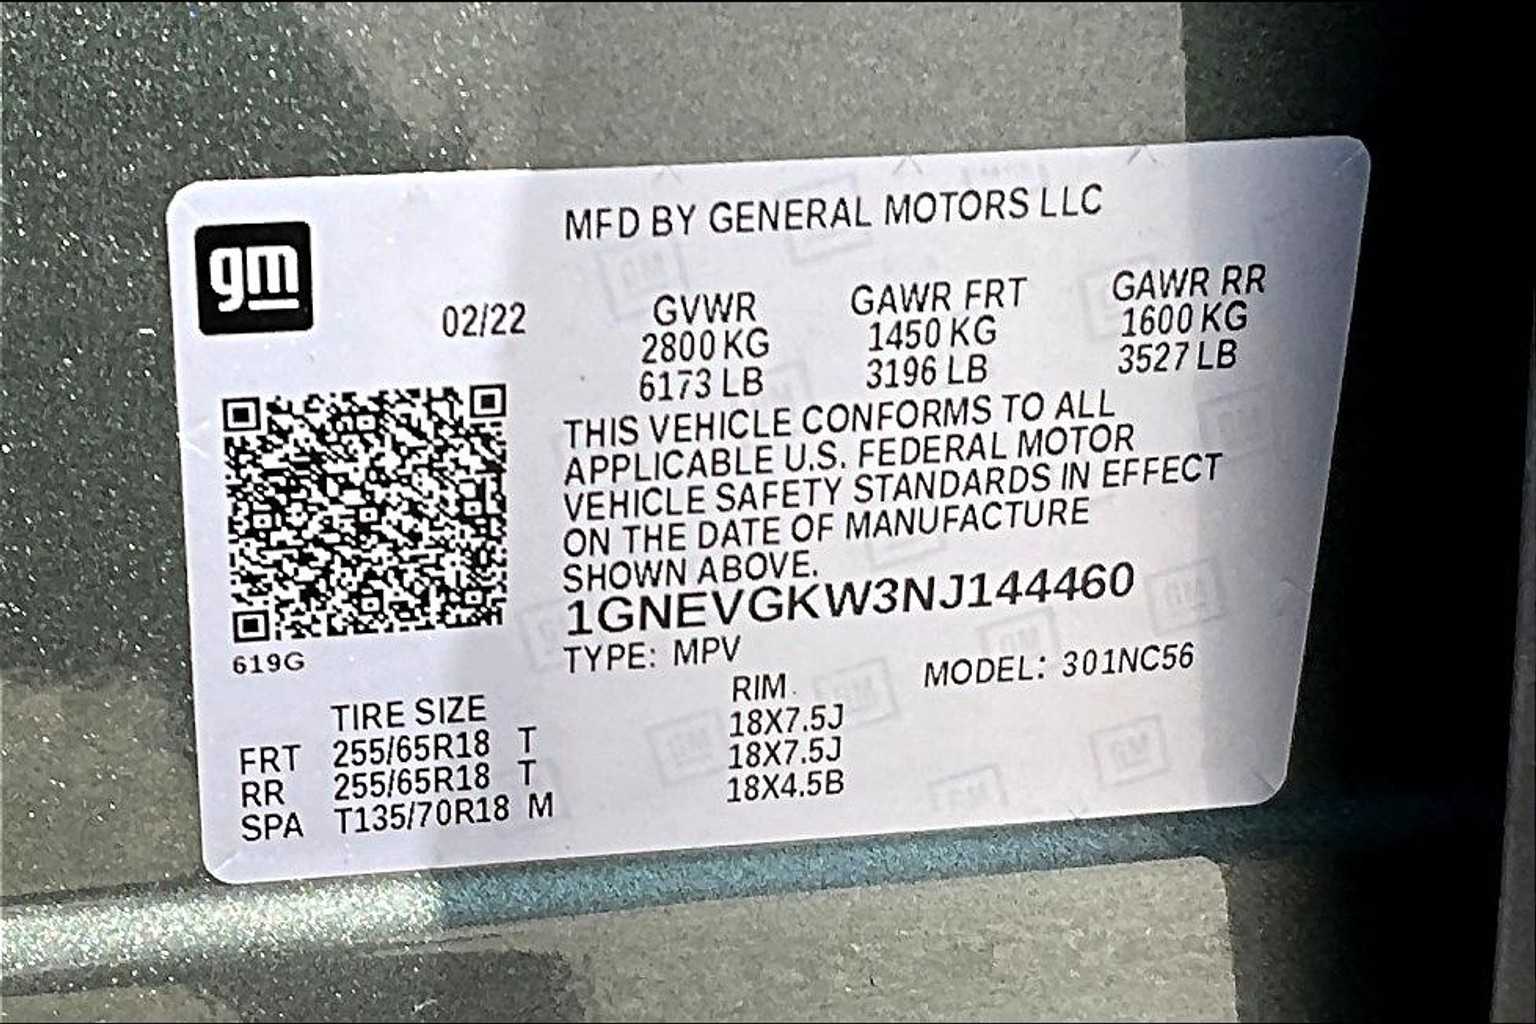 gm
MFD BY GENERAL MOTORS LLC
02/22
GVWR GAWR FRT GAWR RR
2800 KG 1450 KG 1600 KG
6173 LB 3196 LB 3527 LB
THIS VEHICLE CONFORMS TO ALL
APPLICABLE U.S. FEDERAL MOTOR
VEHICLE SAFETY STANDARDS IN EFFECT
ON THE DATE OF MANUFACTURE
SHOWN ABOVE.
1GNEVGKW3NJ144460
619G
TYPE: MPV MODEL: 301NC56
TIRE SIZE RIM
FRT 255/65R18 T 18X7.5J
RR 255/65R18 T 18X7.5J
SPA T135/70R18 M 18X4.5B